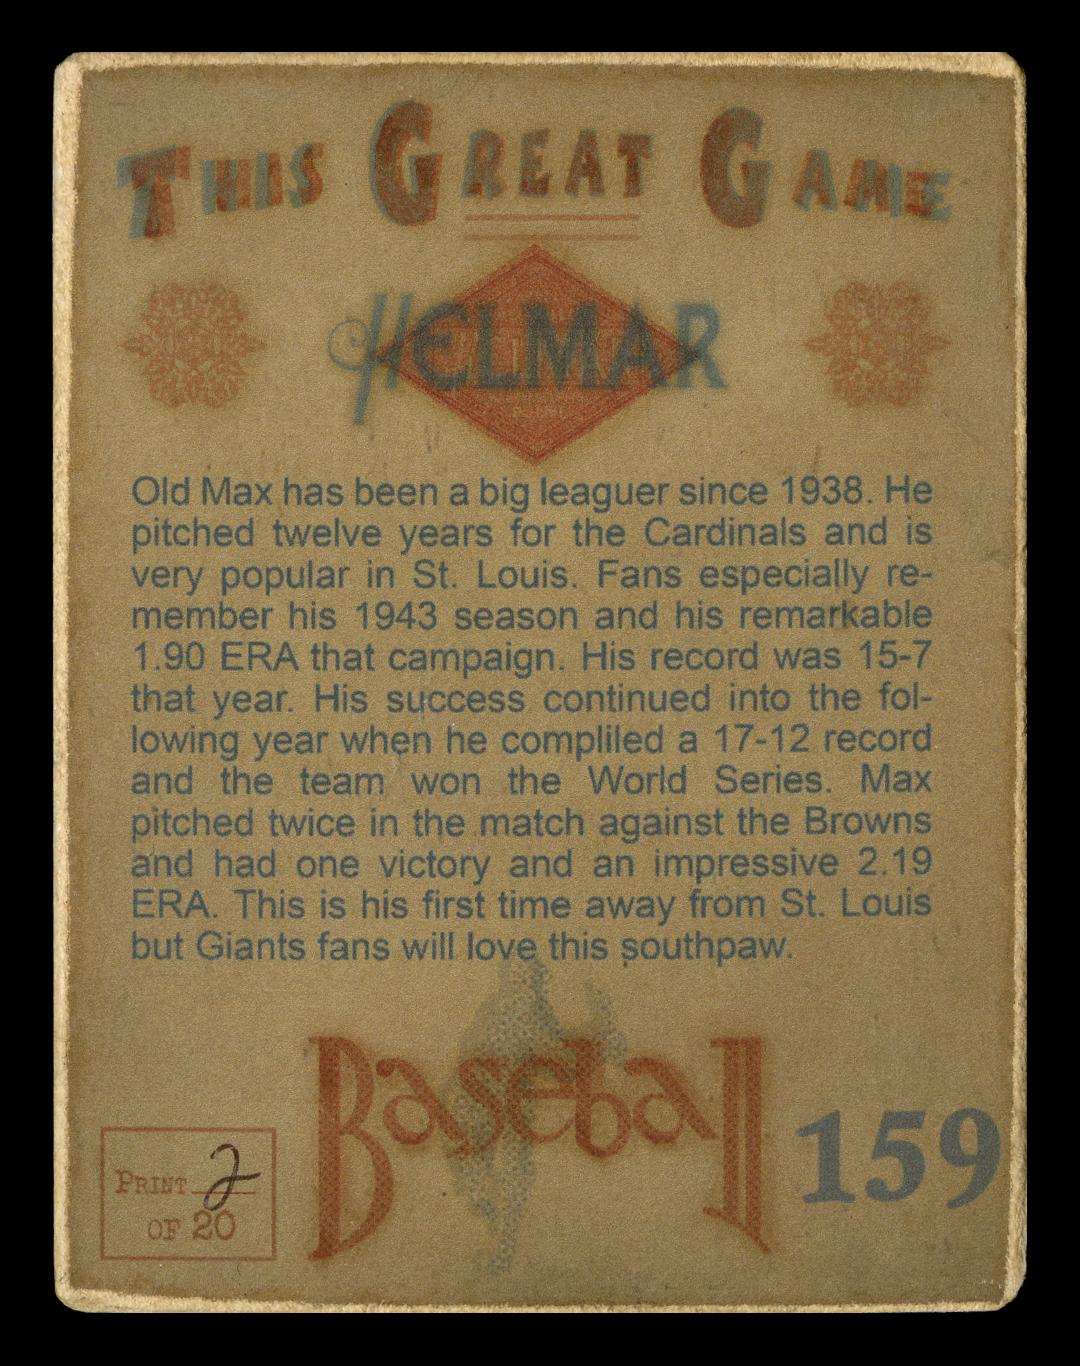 THIS GREAT GAME
HELMAR
Old Max has been a big leaguer since 1938. He
pitched twelve years for the Cardinals and is
very popular in St. Louis. Fans especially re-
member his 1943 season and his remarkable
1.90 ERA that campaign. His record was 15-7
that year. His success continued into the fol-
lowing year when he compliled a 17-12 record
and the team won the World Series. Max
pitched twice in the match against the Browns
and had one victory and an impressive 2.19
ERA. This is his first time away from St. Louis
but Giants fans will love this southpaw.
Baseball
159
PRINT 2
OF 20